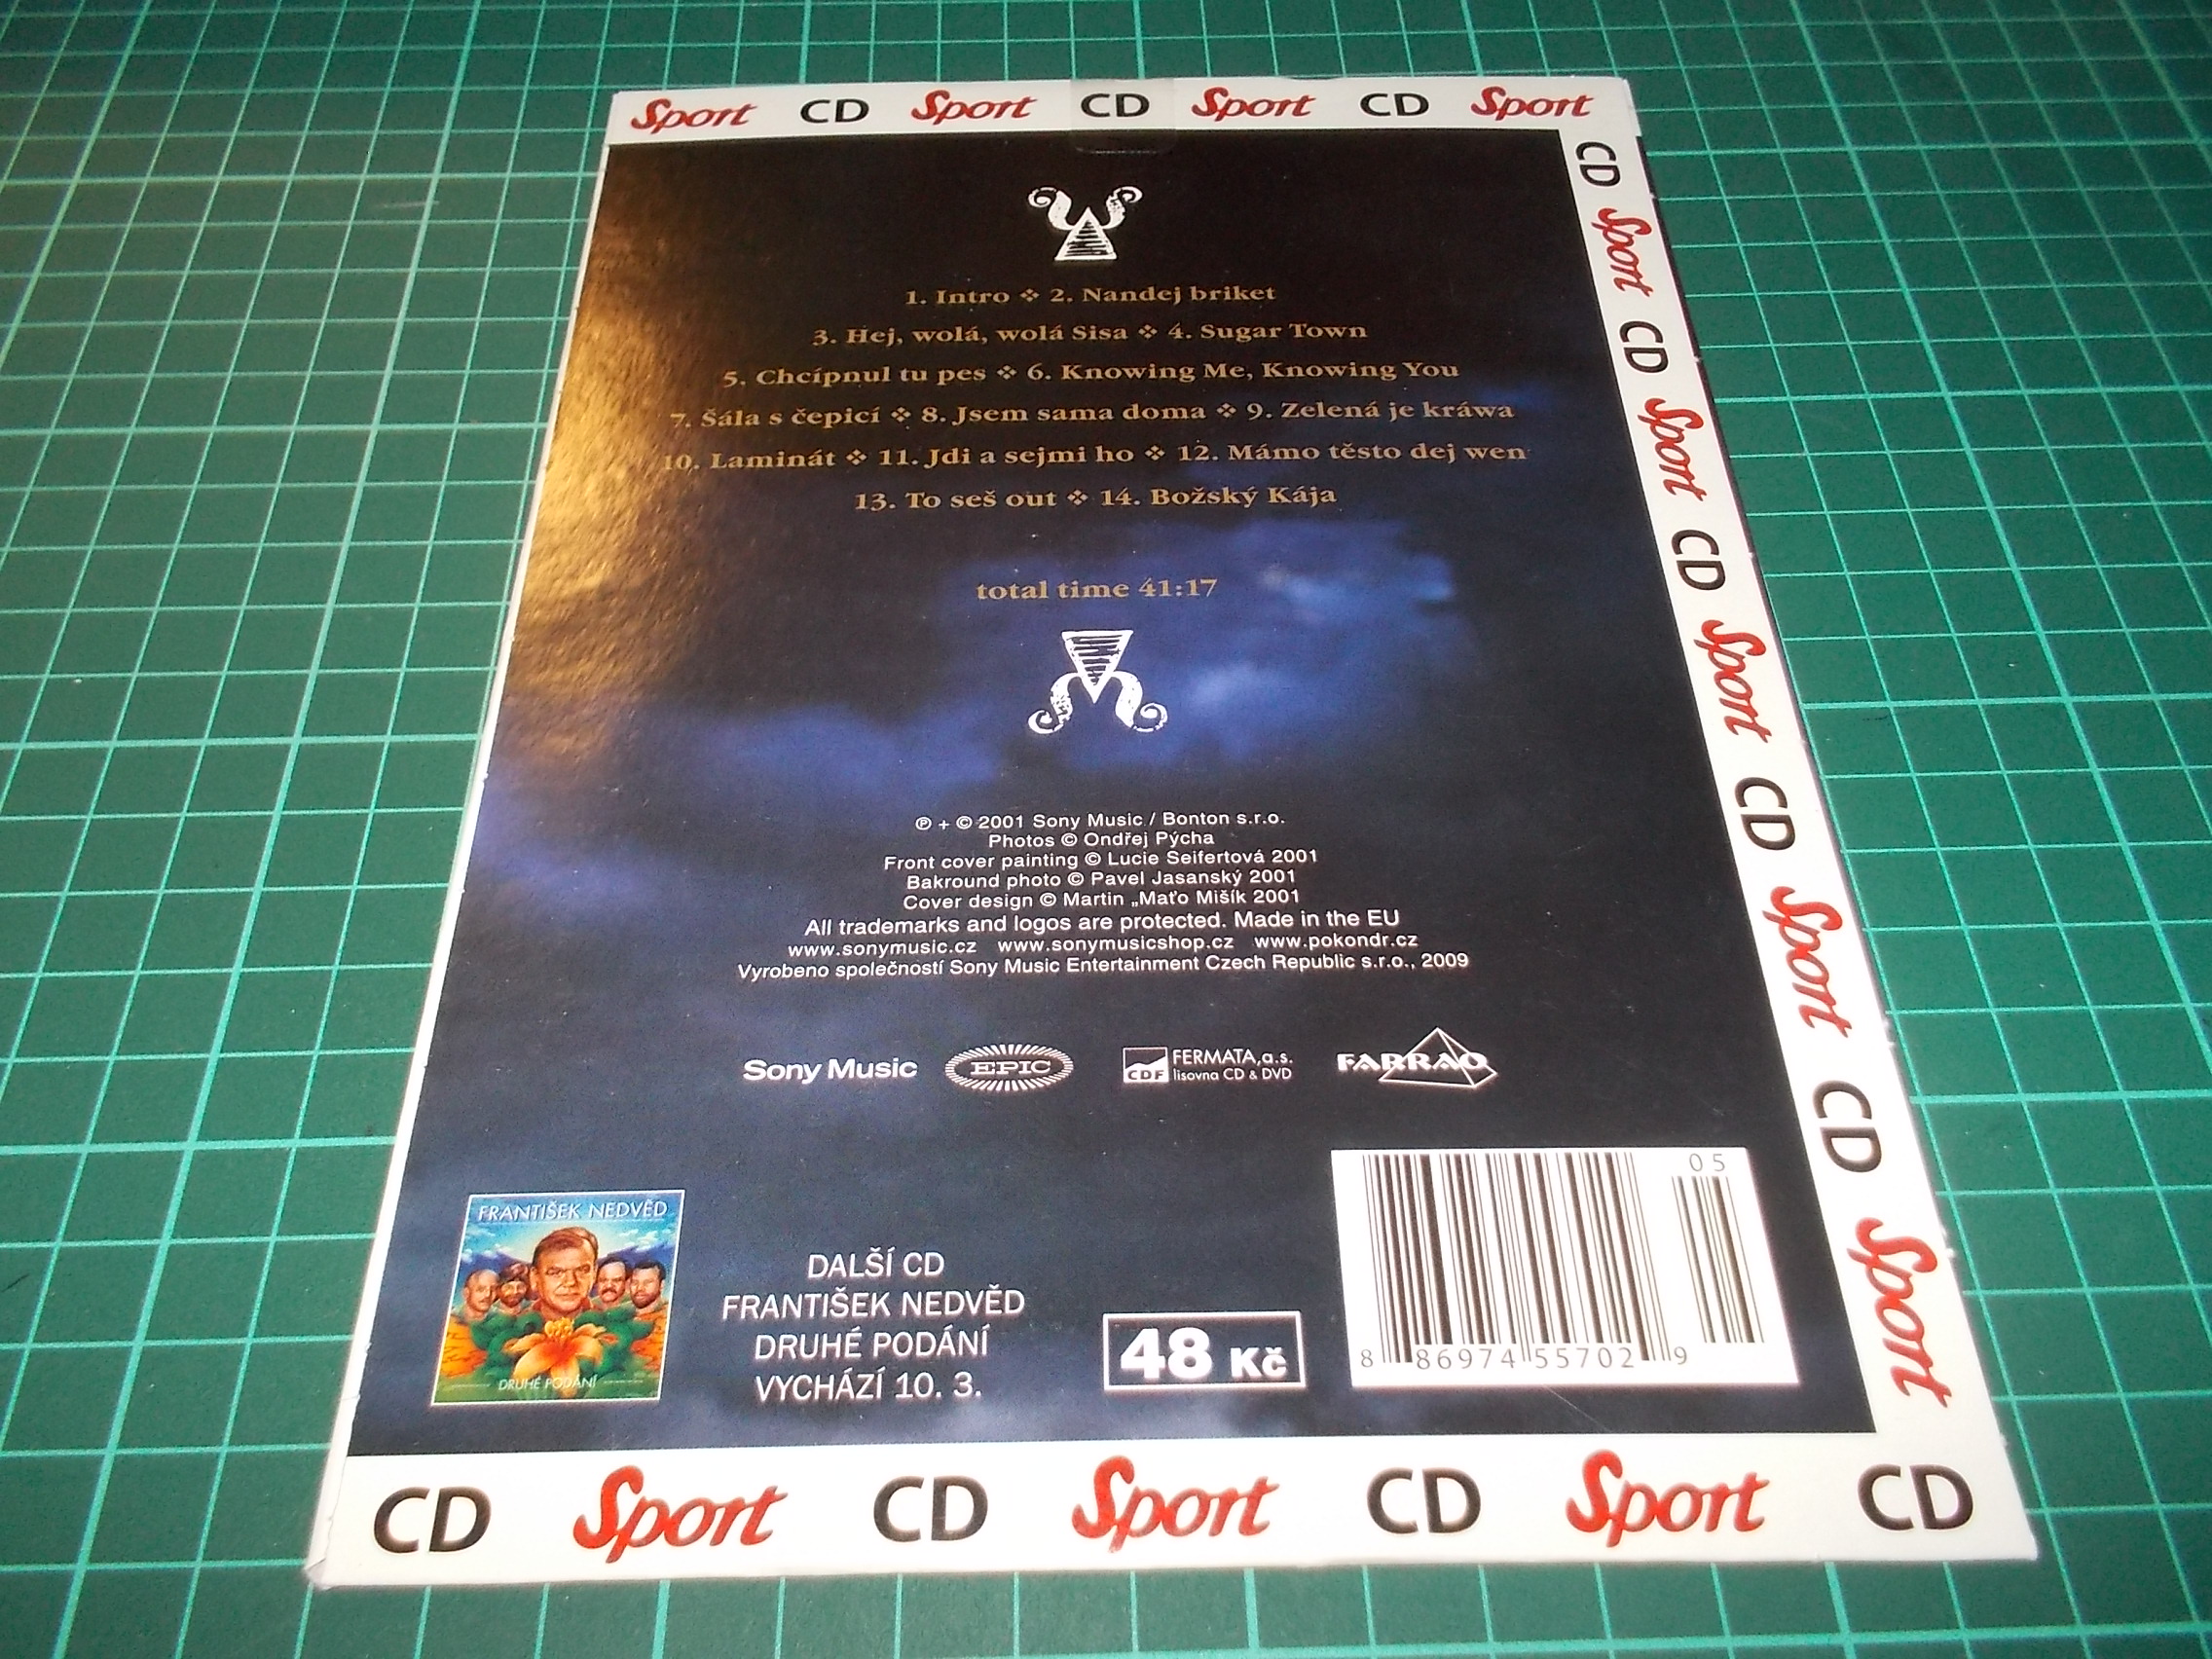 Sport CD Sport CD Sport CD Sport
CD Sport CD Sport CD Sport CD Sport CD Sport
1. Intro ❖ 2. Nandej briket
3. Hej, wolá, wolá Sisa ❖ 4. Sugar Town
5. Chcípnul tu pes ❖ 6. Knowing Me, Knowing You
7. Šála s čepicí ❖ 8. Jsem sama doma ❖ 9. Zelená je kráwa
10. Laminát ❖ 11. Jdi a sejmi ho ❖ 12. Mámo těsto dej wen
13. To seš out ❖ 14. Božský Kája
total time 41:17
℗ + © 2001 Sony Music / Bonton s.r.o.
Photos © Ondřej Pýcha
Front cover painting © Lucie Seifertová 2001
Bakround photo © Pavel Jasanský 2001
Cover design © Martin „Maťo Mišík 2001
All trademarks and logos are protected. Made in the EU
www.sonymusic.cz www.sonymusicshop.cz www.pokondr.cz
Vyrobeno společností Sony Music Entertainment Czech Republic s.r.o., 2009
Sony Music
EPIC
CDF
FERMATA,a.s.
lisovna CD & DVD
FARRAO
FRANTIŠEK NEDVĚD
DRUHÉ PODÁNÍ
DALŠÍ CD
FRANTIŠEK NEDVĚD
DRUHÉ PODÁNÍ
VYCHÁZÍ 10. 3.
48 Kč
05
8 86974 55702 9
CD Sport CD Sport CD Sport CD